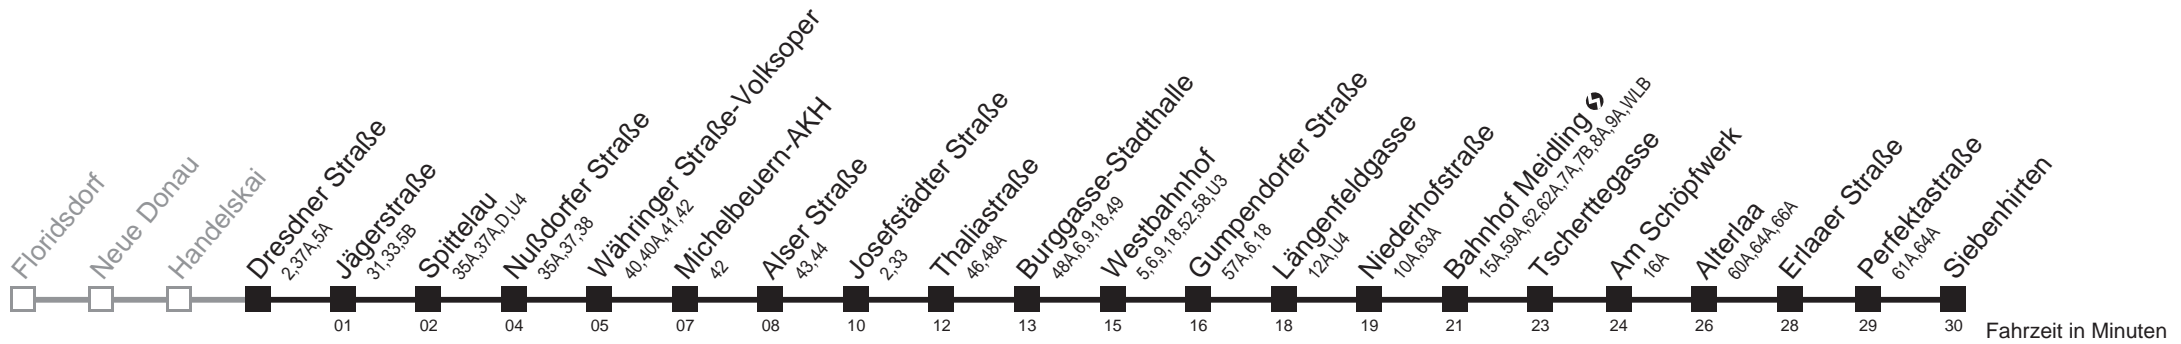 Floridsdorf
Neue Donau
Handelskai
Dresdner Straße
2,37A,5A
Jägerstraße
31,33,5B
Spittelau
35A,37A,D,U4
Nußdorfer Straße
35A,37,38
Währinger Straße-Volksoper
40,40A,41,42
Michelbeuern-AKH
42
Alser Straße
43,44
Josefstädter Straße
2,33
Thaliastraße
46,48A
Burggasse-Stadthalle
48A,6,9,18,49
Westbahnhof
5,6,9,18,52,58,U3
Gumpendorfer Straße
57A,6,18
Längenfeldgasse
12A,U4
Niederhofstraße
10A,63A
Bahnhof Meidling
15A,59A,62,62A,7A,7B,8A,9A,WLB
Tscherttegasse
Am Schöpfwerk
16A
Alterlaa
60A,64A,66A
Erlaaer Straße
Perfektastraße
61A,64A
Siebenhirten
01 02 04 05 07 08 10 12 13 15 16 18 19 21 23 24 26 28 29 30
Fahrzeit in Minuten